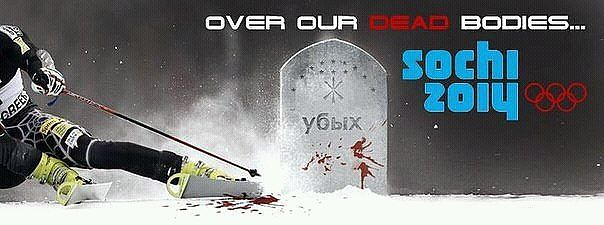 OVER OUR DEAD BODIES...
sochi
2014
убых